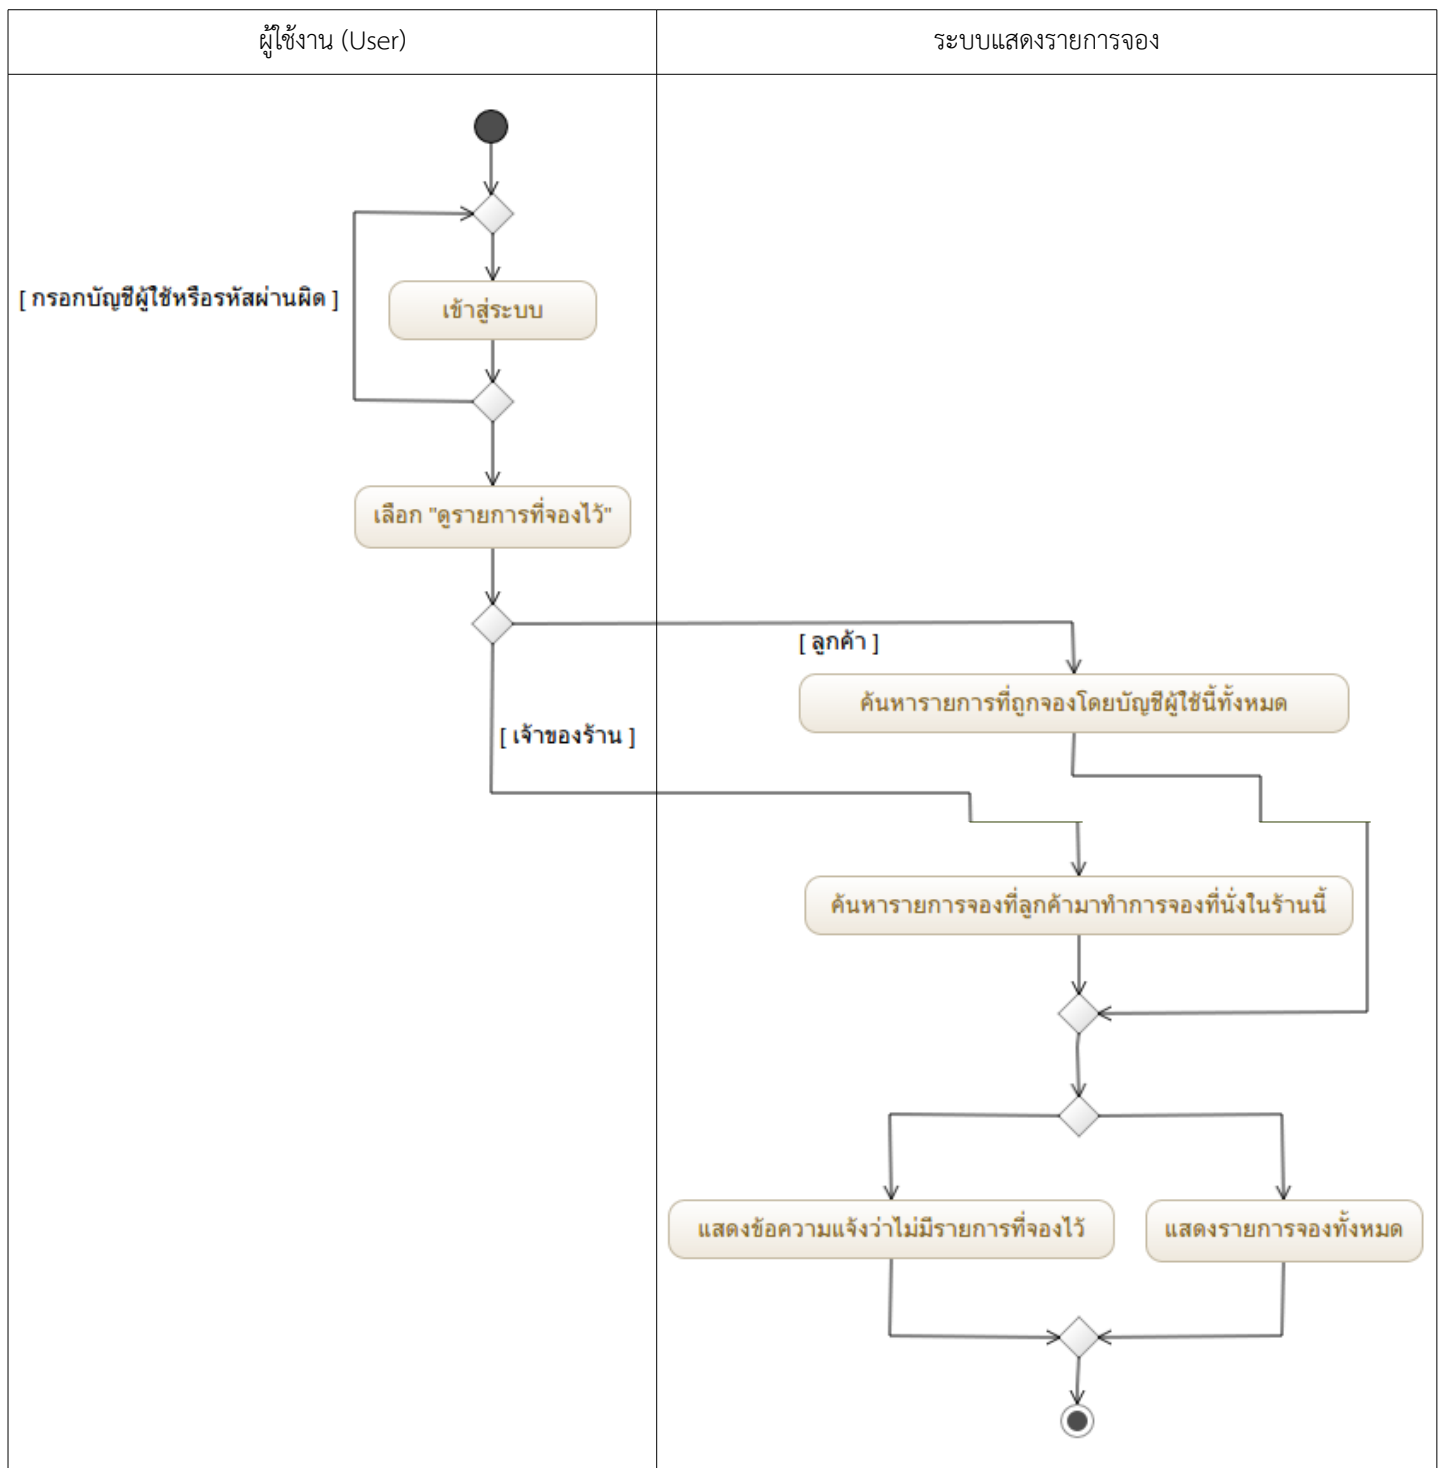 ผู้ใช้งาน (User)
ระบบแสดงรายการจอง
[ กรอกบัญชีผู้ใช้หรือรหัสผ่านผิด ]
เข้าสู่ระบบ
เลือก "ดูรายการที่จองไว้"
[ ลูกค้า ]
ค้นหารายการที่ถูกจองโดยบัญชีผู้ใช้นี้ทั้งหมด
[ เจ้าของร้าน ]
ค้นหารายการจองที่ลูกค้ามาทำการจองที่นั่งในร้านนี้
แสดงข้อความแจ้งว่าไม่มีรายการที่จองไว้
แสดงรายการจองทั้งหมด